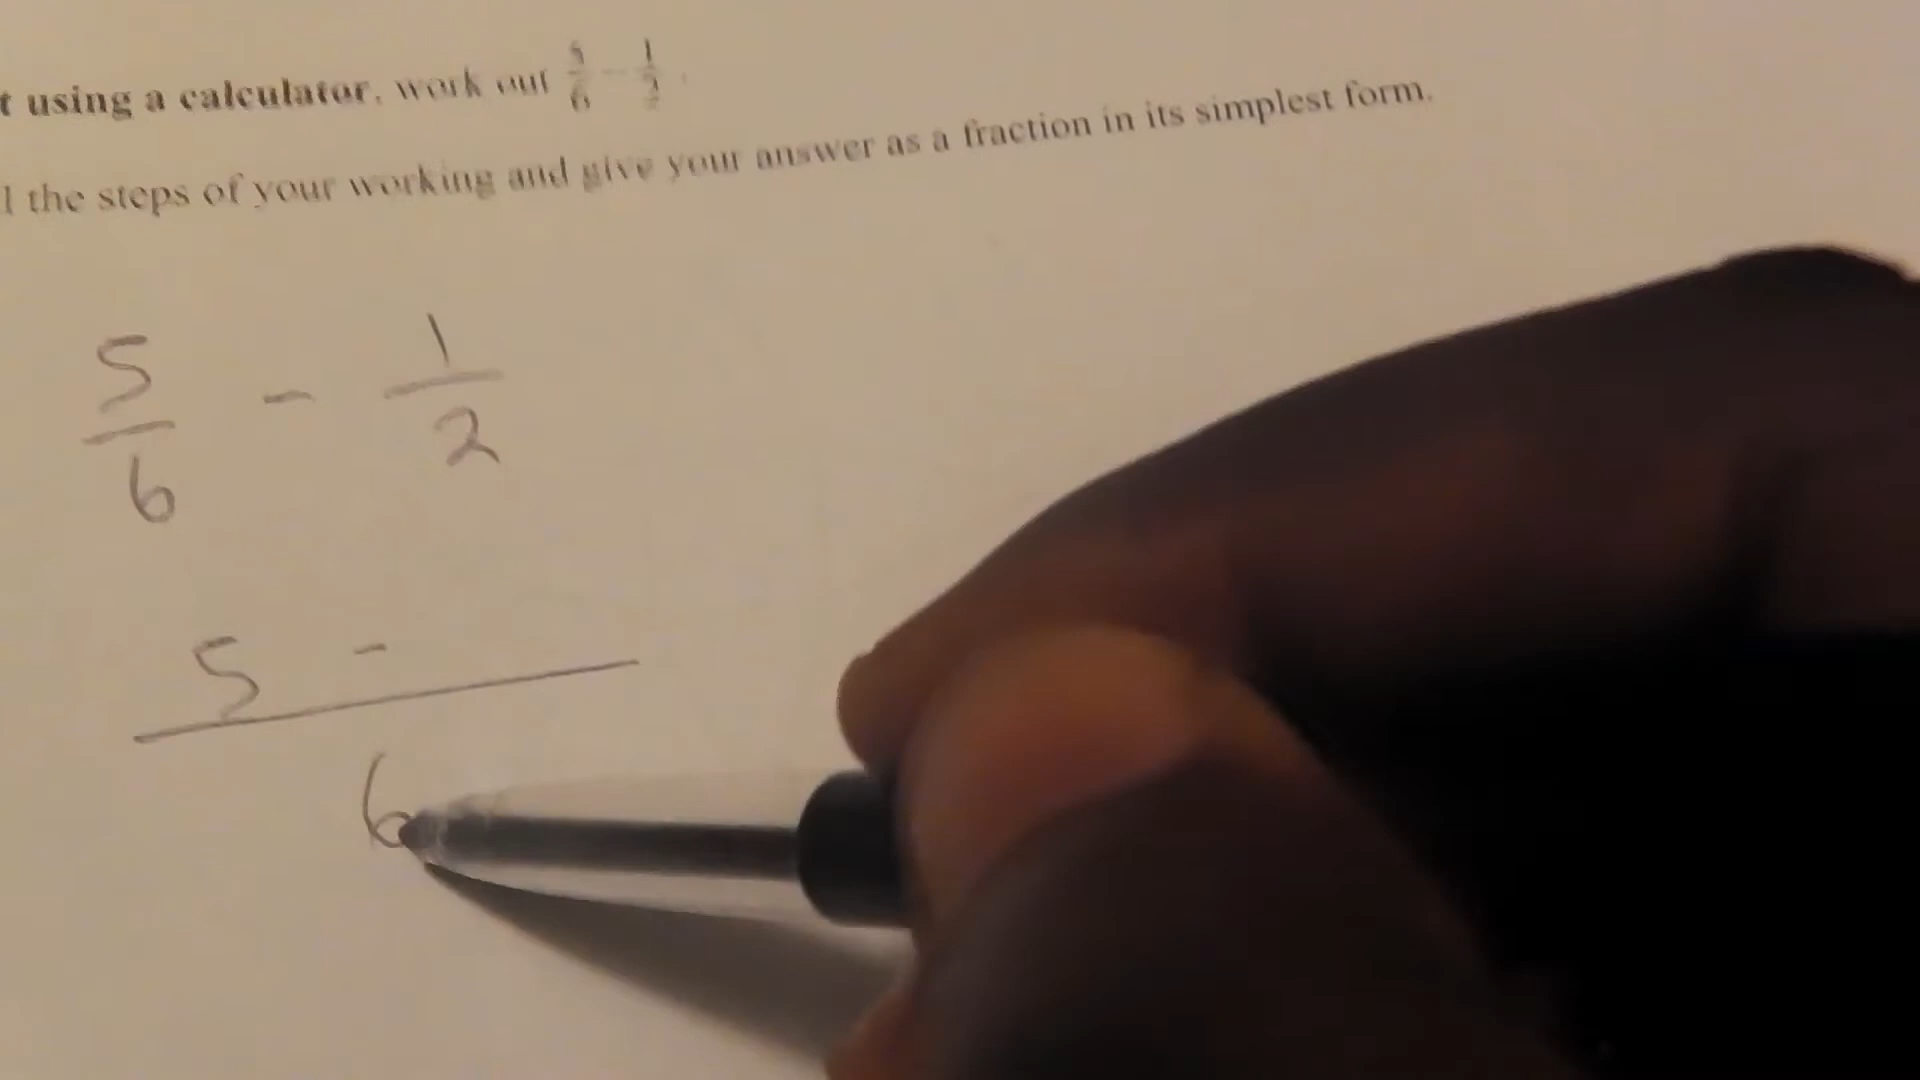 t using a calculator, work out 5/6 - 1/2.
l the steps of your working and give your answer as a fraction in its simplest form.
5/6 - 1/2
5 -
6